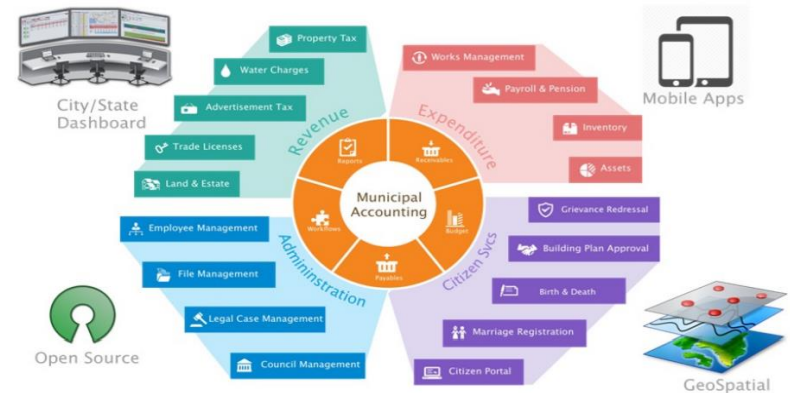 City/State
Dashboard
Property Tax
Water Charges
Advertisement Tax
Trade Licenses
Land & Estate
Revenue
Works Management
Payroll & Pension
Inventory
Assets
Expenditure
Mobile Apps
Reports
Receivables
Workflows
Municipal
Accounting
Budget
Payables
Employee Management
File Management
Legal Case Management
Council Management
Admininstration
Grievance Redressal
Building Plan Approval
Birth & Death
Marriage Registration
Citizen Portal
Citizen Svcs
Open Source
GeoSpatial